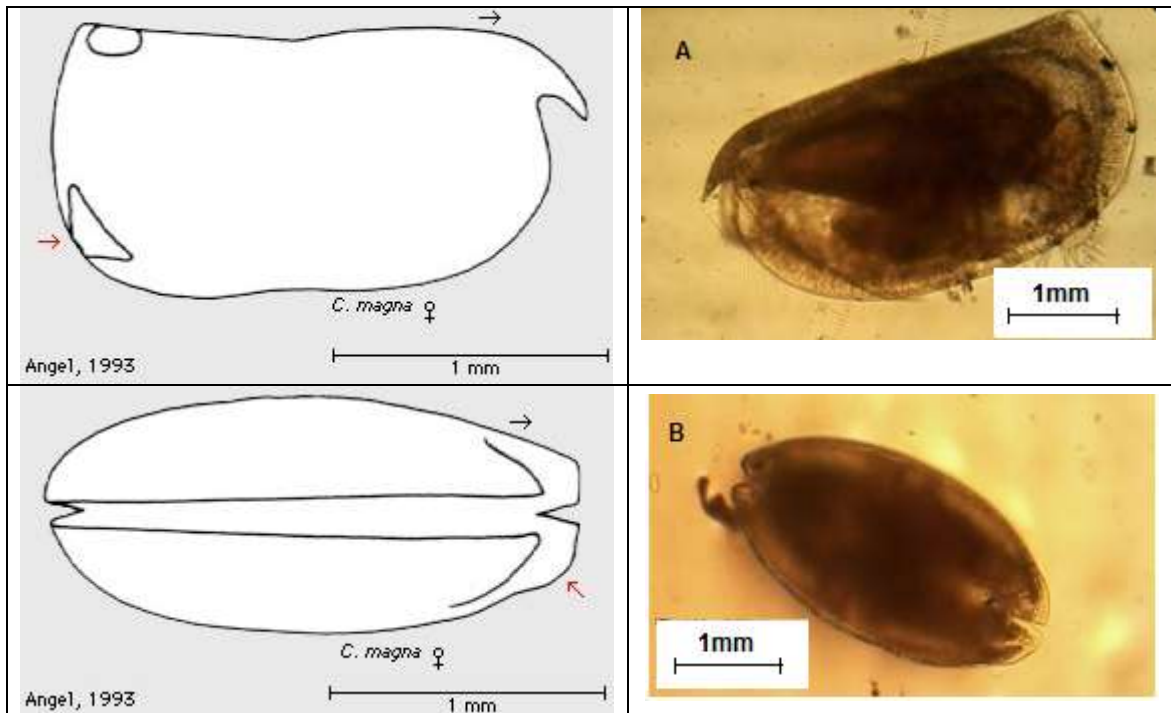 C. magna ♀
Angel, 1993
1 mm
A
1mm
C. magna ♀
Angel, 1993
1 mm
B
1mm